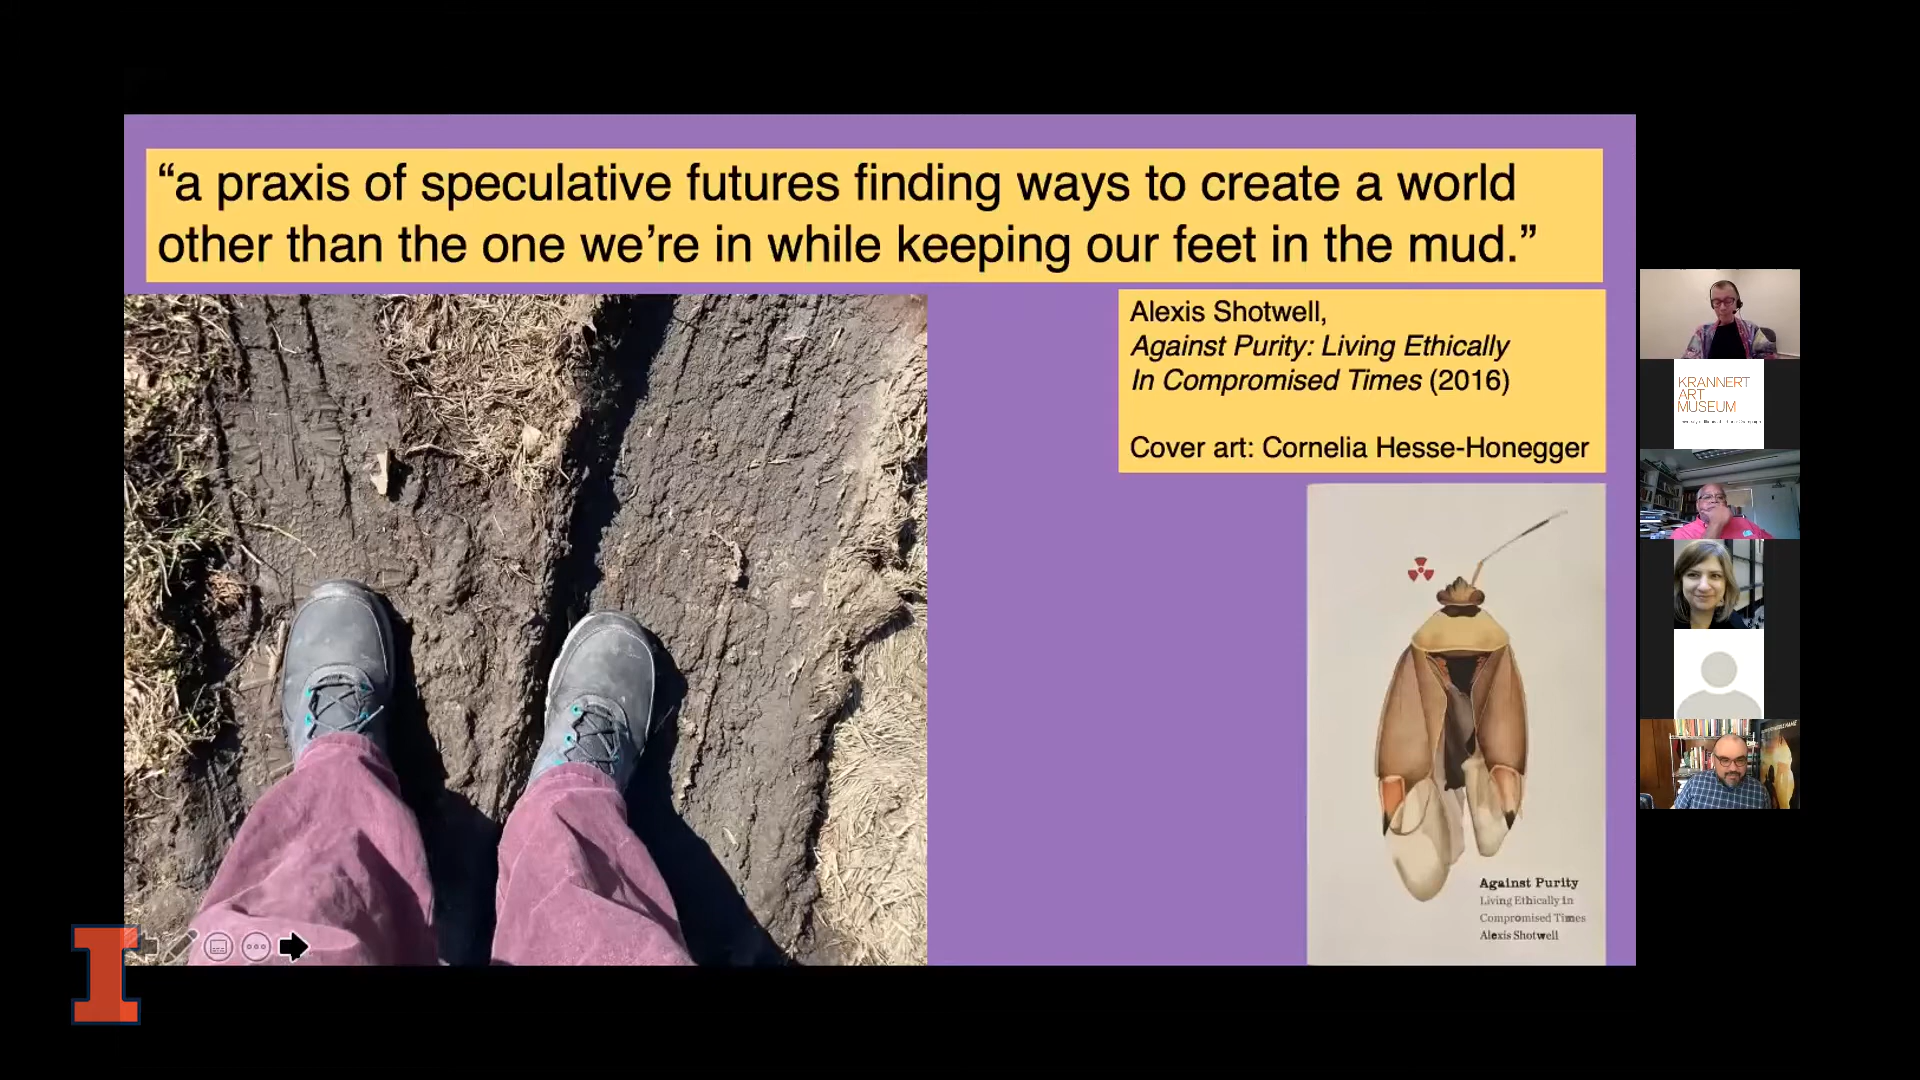 “a praxis of speculative futures finding ways to create a world
other than the one we’re in while keeping our feet in the mud.”
Alexis Shotwell,
Against Purity: Living Ethically
In Compromised Times (2016)
Cover art: Cornelia Hesse-Honegger
Against Purity
Living Ethically in
Compromised Times
Alexis Shotwell
KRANNERT
ART
MUSEUM
I